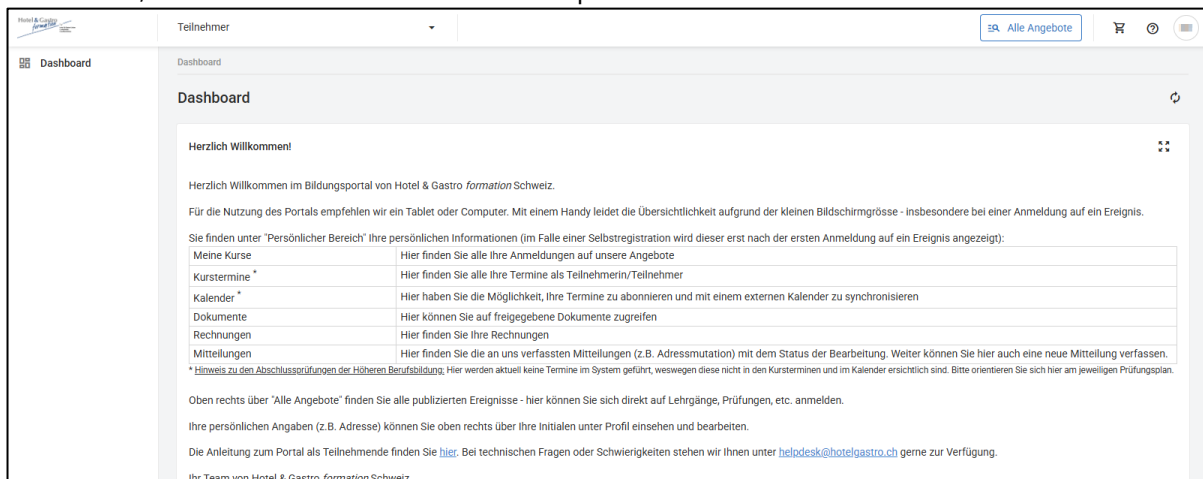 Hotel & Gastro
formation
Teilnehmer
Alle Angebote
Dashboard
Dashboard
Dashboard
Herzlich Willkommen!
Herzlich Willkommen im Bildungsportal von Hotel & Gastro formation Schweiz.
Für die Nutzung des Portals empfehlen wir ein Tablet oder Computer. Mit einem Handy leidet die Übersichtlichkeit aufgrund der kleinen Bildschirmgrösse - insbesondere bei einer Anmeldung auf ein Ereignis.
Sie finden unter "Persönlicher Bereich" Ihre persönlichen Informationen (im Falle einer Selbstregistration wird dieser erst nach der ersten Anmeldung auf ein Ereignis angezeigt):
Meine Kurse Hier finden Sie alle Ihre Anmeldungen auf unsere Angebote
Kurstermine * Hier finden Sie alle Ihre Termine als Teilnehmerin/Teilnehmer
Kalender * Hier haben Sie die Möglichkeit, Ihre Termine zu abonnieren und mit einem externen Kalender zu synchronisieren
Dokumente Hier können Sie auf freigegebene Dokumente zugreifen
Rechnungen Hier finden Sie Ihre Rechnungen
Mitteilungen Hier finden Sie die an uns verfassten Mitteilungen (z.B. Adressmutation) mit dem Status der Bearbeitung. Weiter können Sie hier auch eine neue Mitteilung verfassen.
* Hinweis zu den Abschlussprüfungen der Höheren Berufsbildung: Hier werden aktuell keine Termine im System geführt, weswegen diese nicht in den Kursterminen und im Kalender ersichtlich sind. Bitte orientieren Sie sich hier am jeweiligen Prüfungsplan.
Oben rechts über "Alle Angebote" finden Sie alle publizierten Ereignisse - hier können Sie sich direkt auf Lehrgänge, Prüfungen, etc. anmelden.
Ihre persönlichen Angaben (z.B. Adresse) können Sie oben rechts über Ihre Initialen unter Profil einsehen und bearbeiten.
Die Anleitung zum Portal als Teilnehmende finden Sie hier. Bei technischen Fragen oder Schwierigkeiten stehen wir Ihnen unter helpdesk@hotelgastro.ch gerne zur Verfügung.
Ihr Team von Hotel & Gastro formation Schweiz